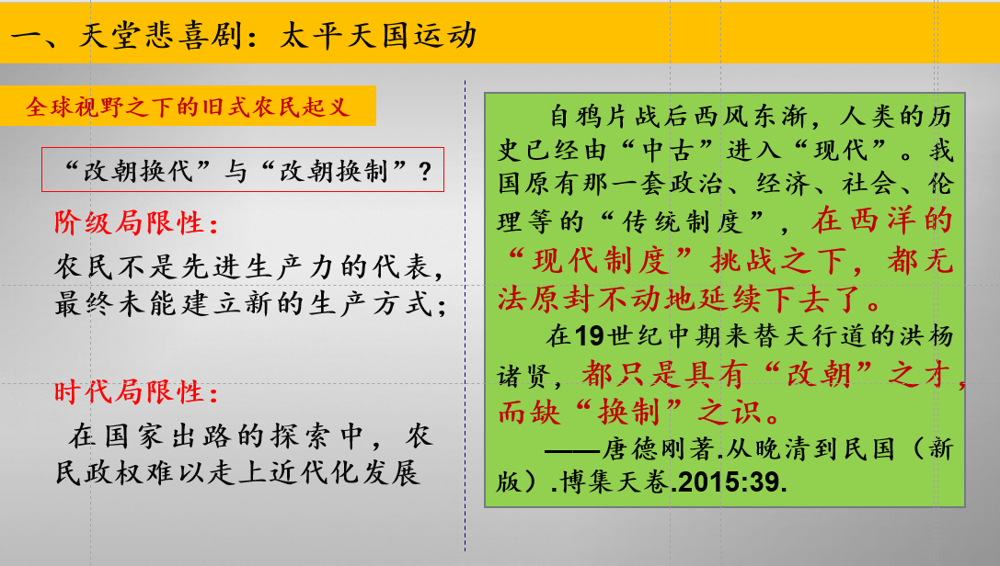 一、天堂悲喜剧：太平天国运动
全球视野之下的旧式农民起义
“改朝换代”与“改朝换制”?
阶级局限性：
农民不是先进生产力的代表，
最终未能建立新的生产方式；
时代局限性：
在国家出路的探索中，农
民政权难以走上近代化发展
自鸦片战后西风东渐，人类的历
史已经由“中古”进入“现代”。我
国原有那一套政治、经济、社会、伦
理等的“传统制度”，在西洋的
“现代制度”挑战之下，都无
法原封不动地延续下去了。
在19世纪中期来替天行道的洪杨
诸贤，都只是具有“改朝”之才，
而缺“换制”之识。
——唐德刚著.从晚清到民国（新
版）.博集天卷.2015:39.